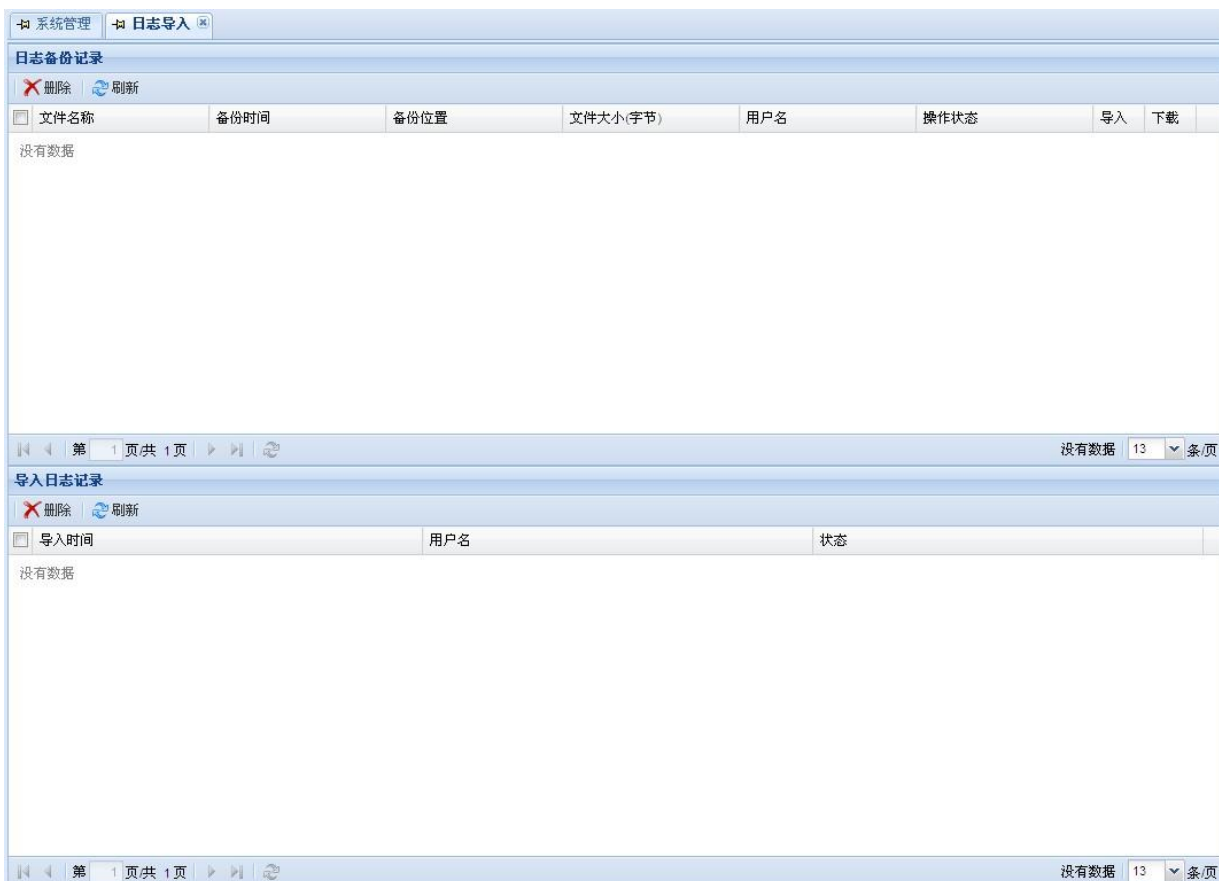 系统管理 日志导入
日志备份记录
删除 刷新
文件名称 备份时间 备份位置 文件大小(字节) 用户名 操作状态 导入 下载
没有数据
第 1 页/共 1 页 没有数据 13 条/页
导入日志记录
删除 刷新
导入时间 用户名 状态
没有数据
第 1 页/共 1 页 没有数据 13 条/页